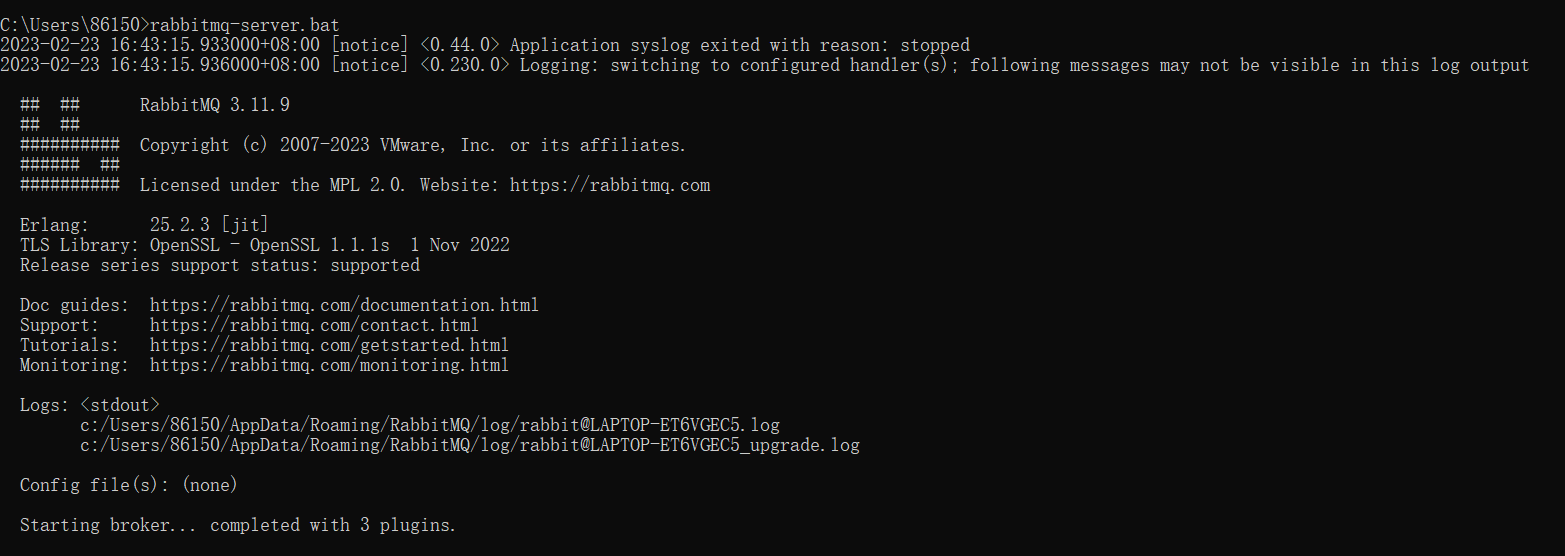 C:\Users\86150>rabbitmq-server.bat
2023-02-23 16:43:15.933000+08:00 [notice] <0.44.0> Application syslog exited with reason: stopped
2023-02-23 16:43:15.936000+08:00 [notice] <0.230.0> Logging: switching to configured handler(s); following messages may not be visible in this log output
##  ##      RabbitMQ 3.11.9
##  ##
##########  Copyright (c) 2007-2023 VMware, Inc. or its affiliates.
######  ##
##########  Licensed under the MPL 2.0. Website: https://rabbitmq.com
Erlang:      25.2.3 [jit]
TLS Library: OpenSSL - OpenSSL 1.1.1s  1 Nov 2022
Release series support status: supported
Doc guides:  https://rabbitmq.com/documentation.html
Support:     https://rabbitmq.com/contact.html
Tutorials:   https://rabbitmq.com/getstarted.html
Monitoring:  https://rabbitmq.com/monitoring.html
Logs: <stdout>
c:/Users/86150/AppData/Roaming/RabbitMQ/log/rabbit@LAPTOP-ET6VGEC5.log
c:/Users/86150/AppData/Roaming/RabbitMQ/log/rabbit@LAPTOP-ET6VGEC5_upgrade.log
Config file(s): (none)
Starting broker... completed with 3 plugins.